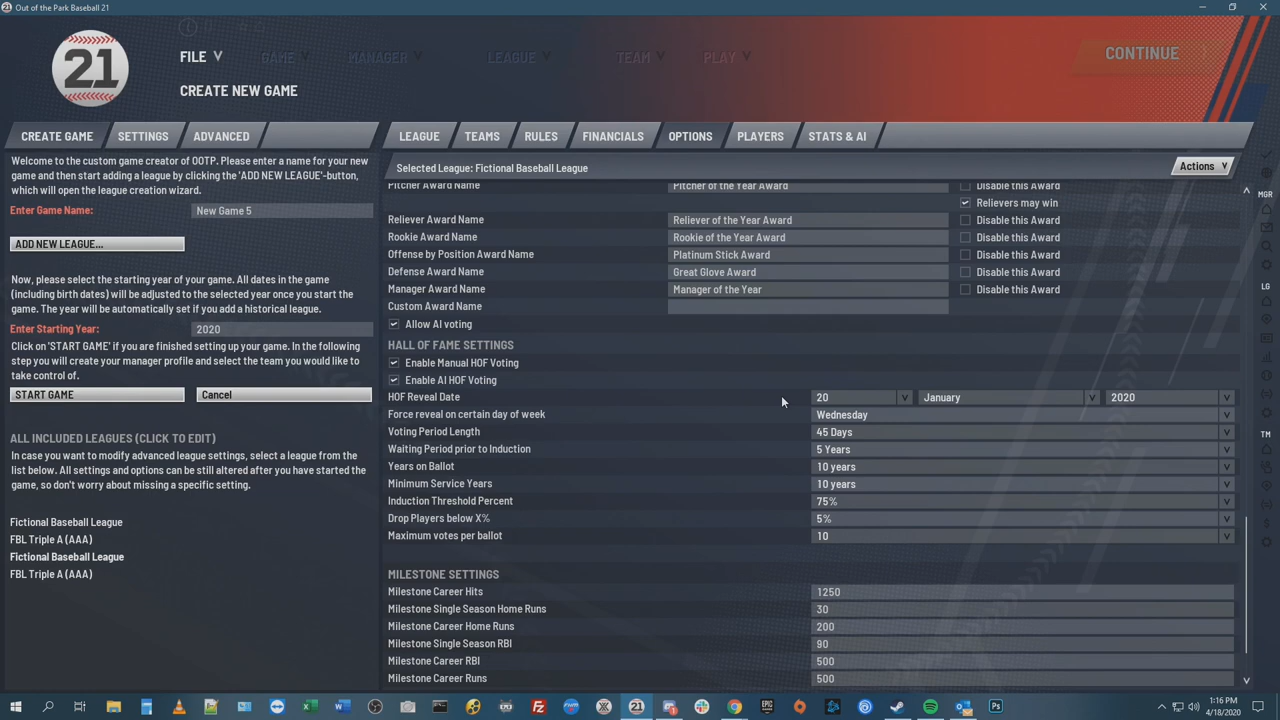 Out of the Park Baseball 21
21
FILE
GAME
MANAGER
LEAGUE
TEAM
PLAY
CONTINUE
CREATE NEW GAME
CREATE GAME
SETTINGS
ADVANCED
LEAGUE
TEAMS
RULES
FINANCIALS
OPTIONS
PLAYERS
STATS & AI
Welcome to the custom game creator of OOTP. Please enter a name for your new
game and then start adding a league by clicking the 'ADD NEW LEAGUE'-button,
which will open the league creation wizard.
Enter Game Name: New Game 5
ADD NEW LEAGUE...
Now, please select the starting year of your game. All dates in the game
(including birth dates) will be adjusted to the selected year once you start the
game. The year will be automatically set if you add a historical league.
Enter Starting Year: 2020
Click on 'START GAME' if you are finished setting up your game. In the following
step you will create your manager profile and select the team you would like to
take control of.
START GAME
Cancel
ALL INCLUDED LEAGUES (CLICK TO EDIT)
In case you want to modify advanced league settings, select a league from the
list below. All settings and options can be still altered after you have started the
game, so don't worry about missing a specific setting.
Fictional Baseball League
FBL Triple A (AAA)
Fictional Baseball League
FBL Triple A (AAA)
Selected League: Fictional Baseball League
Actions
Pitcher Award Name Pitcher of the Year Award Disable this Award
Relievers may win
Reliever Award Name Reliever of the Year Award Disable this Award
Rookie Award Name Rookie of the Year Award Disable this Award
Offense by Position Award Name Platinum Stick Award Disable this Award
Defense Award Name Great Glove Award Disable this Award
Manager Award Name Manager of the Year Disable this Award
Custom Award Name
Allow AI voting
HALL OF FAME SETTINGS
Enable Manual HOF Voting
Enable AI HOF Voting
HOF Reveal Date 20 January 2020
Force reveal on certain day of week Wednesday
Voting Period Length 45 Days
Waiting Period prior to Induction 5 Years
Years on Ballot 10 years
Minimum Service Years 10 years
Induction Threshold Percent 75%
Drop Players below X% 5%
Maximum votes per ballot 10
MILESTONE SETTINGS
Milestone Career Hits 1250
Milestone Single Season Home Runs 30
Milestone Career Home Runs 200
Milestone Single Season RBI 90
Milestone Career RBI 500
Milestone Career Runs 500
MGR
LG
TM
1:16 PM
4/18/2020